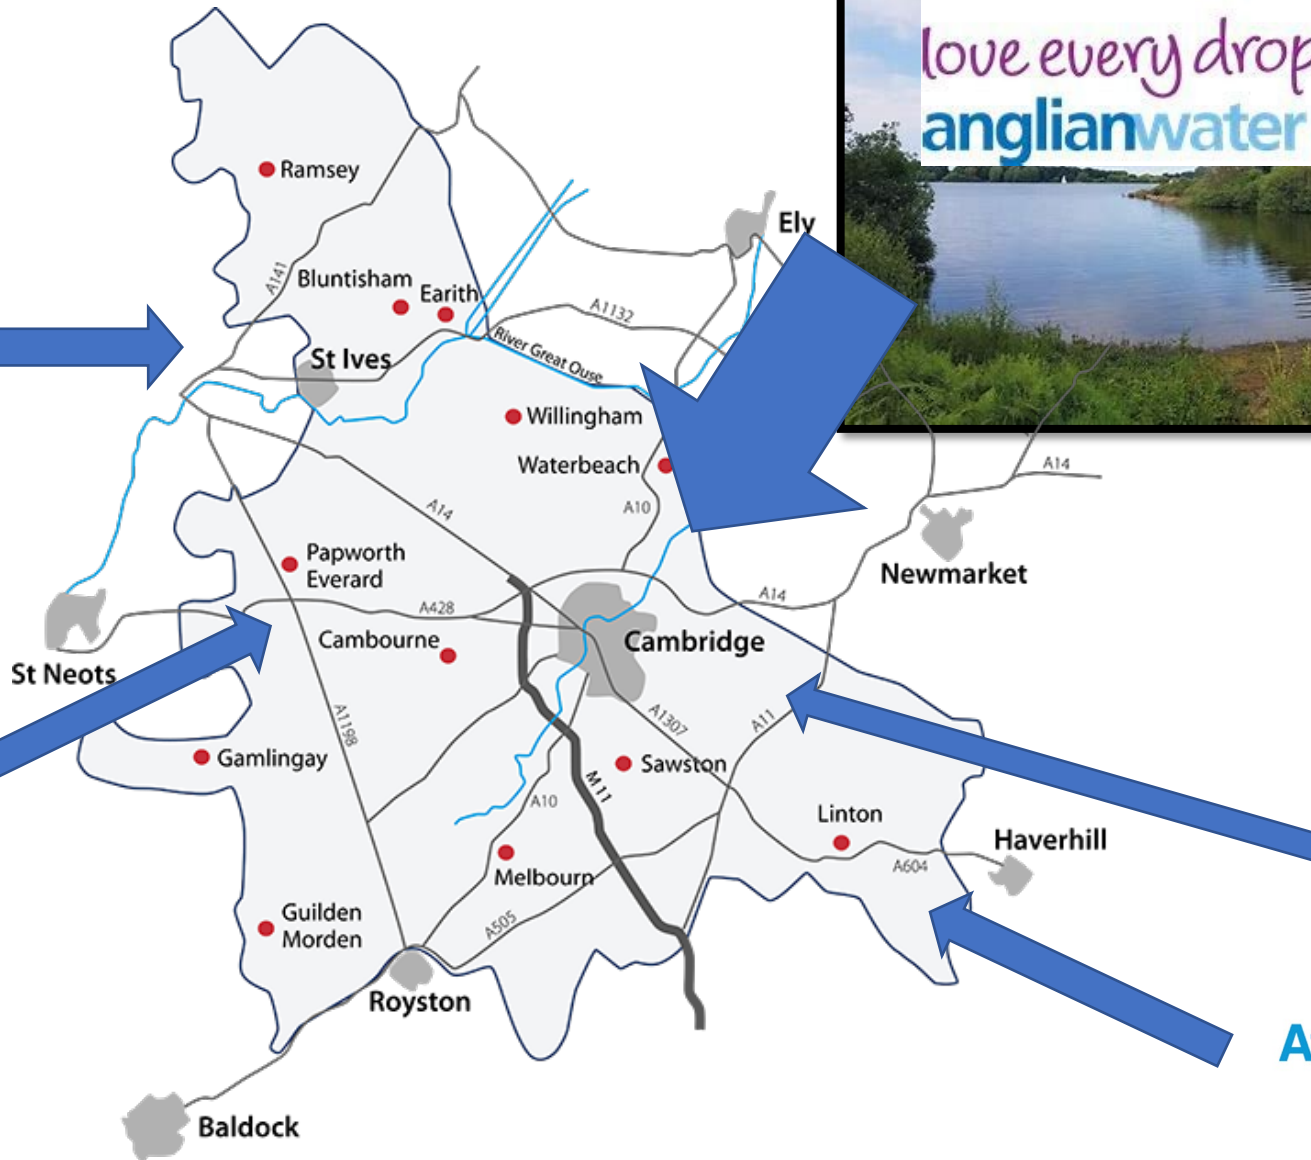 love every drop
anglianwater
Ramsey
Ely
A141
Bluntisham
Earith
A1132
River Great Ouse
St Ives
Willingham
Waterbeach
A14
A14
A10
Papworth
Everard
Newmarket
A14
A428
Cambourne
Cambridge
St Neots
A1198
A1307
A11
Gamlingay
Sawston
M11
A10
Linton
Haverhill
A604
Melbourn
Guilden
Morden
A505
Royston
A
Baldock